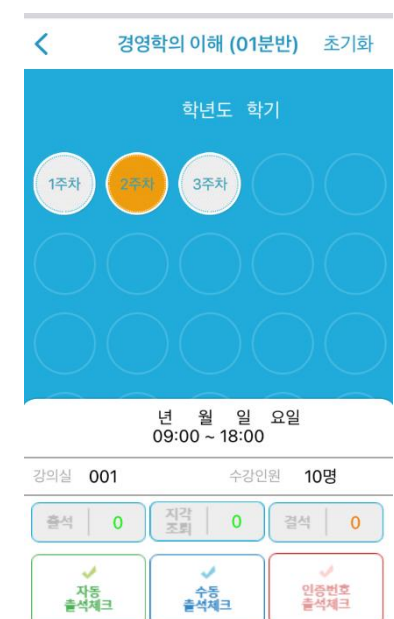 경영학의 이해 (01분반) 초기화
학년도 학기
1주차 2주차 3주차
년 월 일 요일
09:00 ~ 18:00
강의실 001 수강인원 10명
출석 0 지각 조퇴 0 결석 0
자동 출석체크
수동 출석체크
인증번호 출석체크